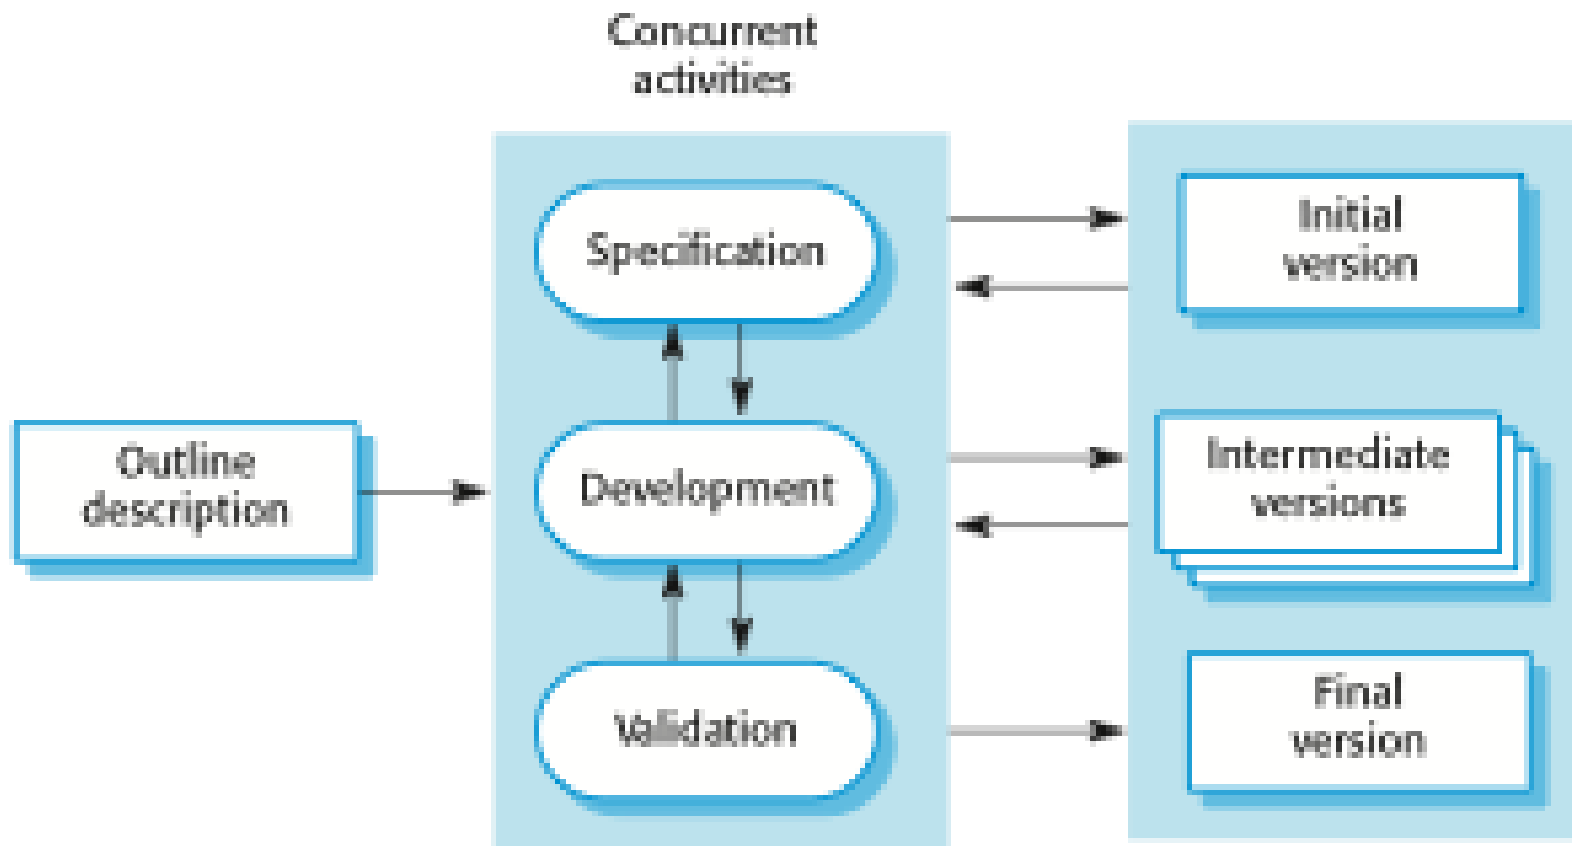 Concurrent
activities
Specification
Initial
version
Outline
description
Development
Intermediate
versions
Validation
Final
version